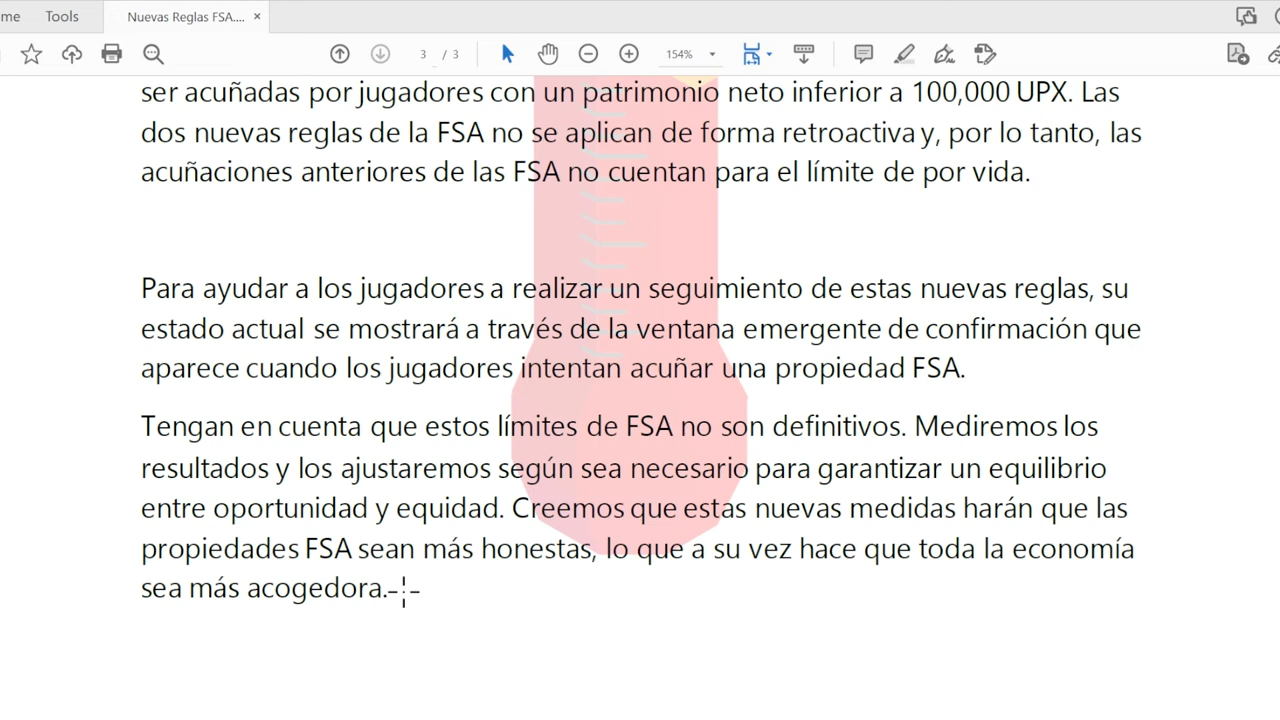 me Tools Nuevas Reglas FSA.... ×
3 / 3 154%
ser acuñadas por jugadores con un patrimonio neto inferior a 100,000 UPX. Las
dos nuevas reglas de la FSA no se aplican de forma retroactiva y, por lo tanto, las
acuñaciones anteriores de las FSA no cuentan para el límite de por vida.
Para ayudar a los jugadores a realizar un seguimiento de estas nuevas reglas, su
estado actual se mostrará a través de la ventana emergente de confirmación que
aparece cuando los jugadores intentan acuñar una propiedad FSA.
Tengan en cuenta que estos límites de FSA no son definitivos. Mediremos los
resultados y los ajustaremos según sea necesario para garantizar un equilibrio
entre oportunidad y equidad. Creemos que estas nuevas medidas harán que las
propiedades FSA sean más honestas, lo que a su vez hace que toda la economía
sea más acogedora.